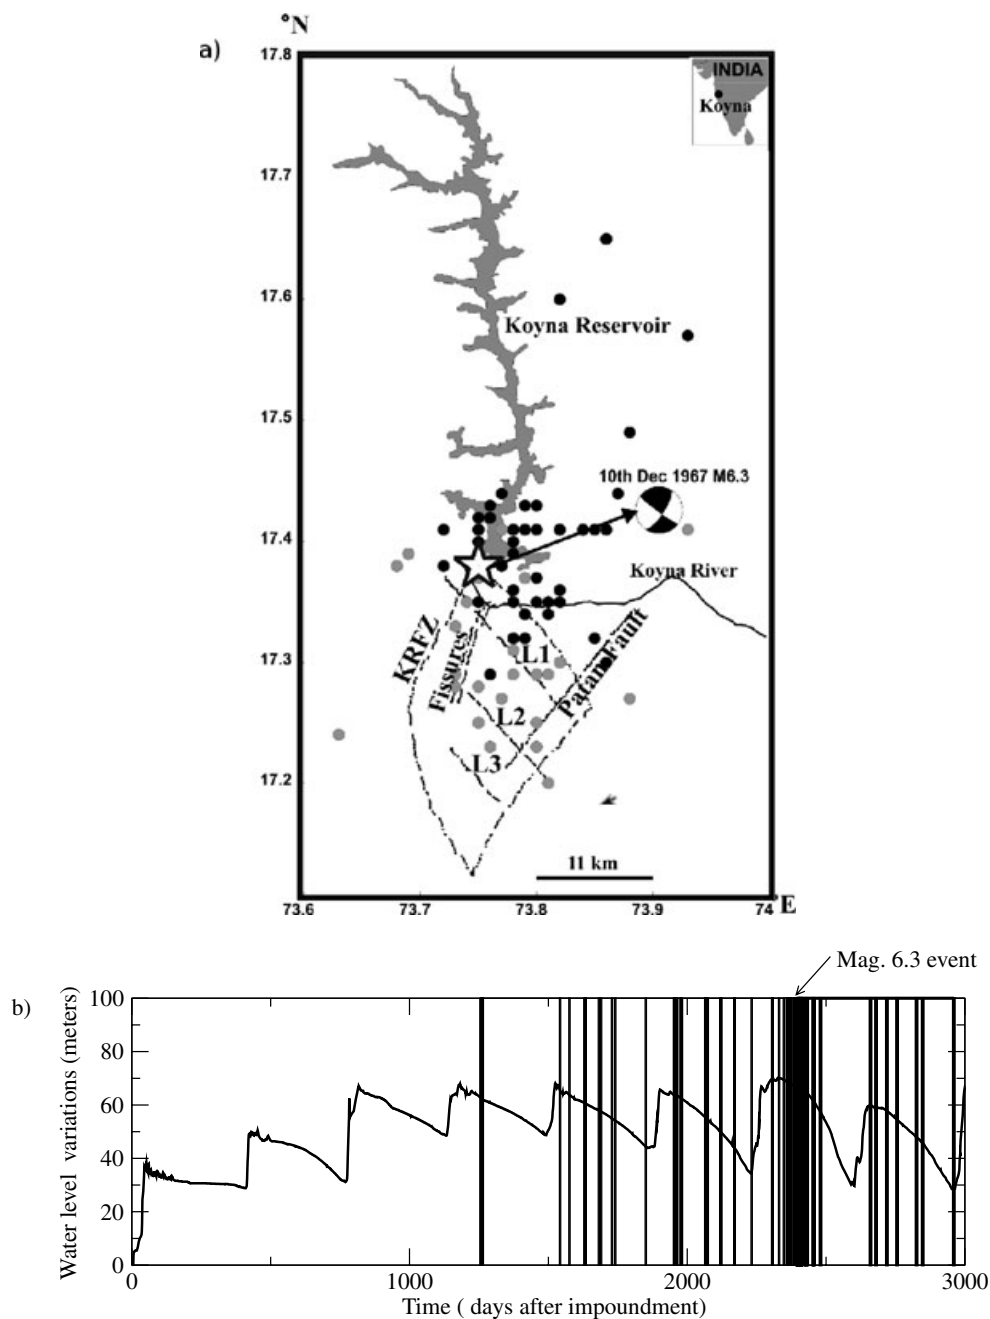 °N
a)
17.8
INDIA
Koyna
17.7
17.6
Koyna Reservoir
17.5
10th Dec 1967 M6.3
17.4
Koyna River
KRFZ
Fissures
L1
Patan Fault
17.3
L2
L3
17.2
11 km
73.6 73.7 73.8 73.9 74 °E
Mag. 6.3 event
b)
Water level variations (meters)
100
80
60
40
20
0
0 1000 2000 3000
Time ( days after impoundment)